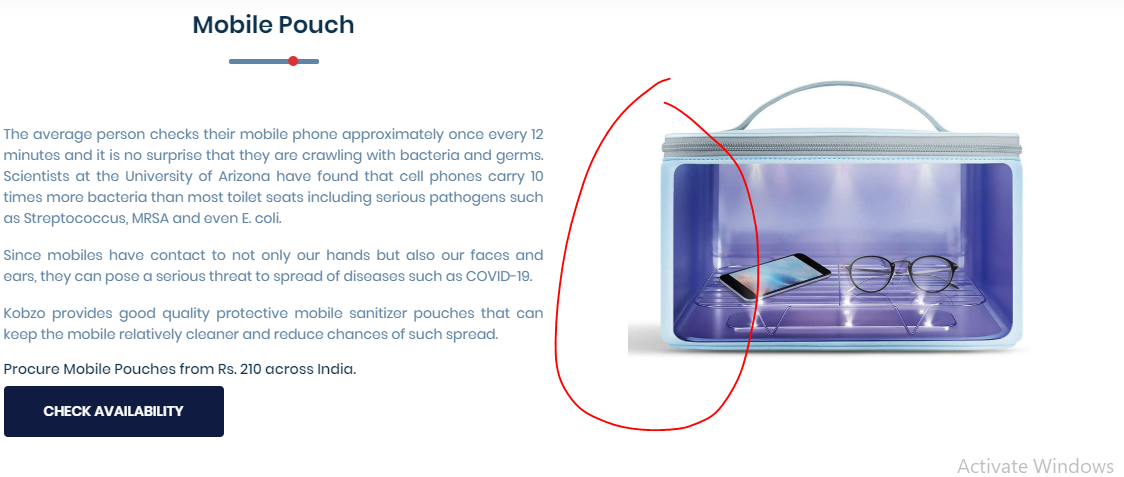 Mobile Pouch
The average person checks their mobile phone approximately once every 12
minutes and it is no surprise that they are crawling with bacteria and germs.
Scientists at the University of Arizona have found that cell phones carry 10
times more bacteria than most toilet seats including serious pathogens such
as Streptococcus, MRSA and even E. coli.
Since mobiles have contact to not only our hands but also our faces and
ears, they can pose a serious threat to spread of diseases such as COVID-19.
Kobzo provides good quality protective mobile sanitizer pouches that can
keep the mobile relatively cleaner and reduce chances of such spread.
Procure Mobile Pouches from Rs. 210 across India.
CHECK AVAILABILITY
Activate Windows